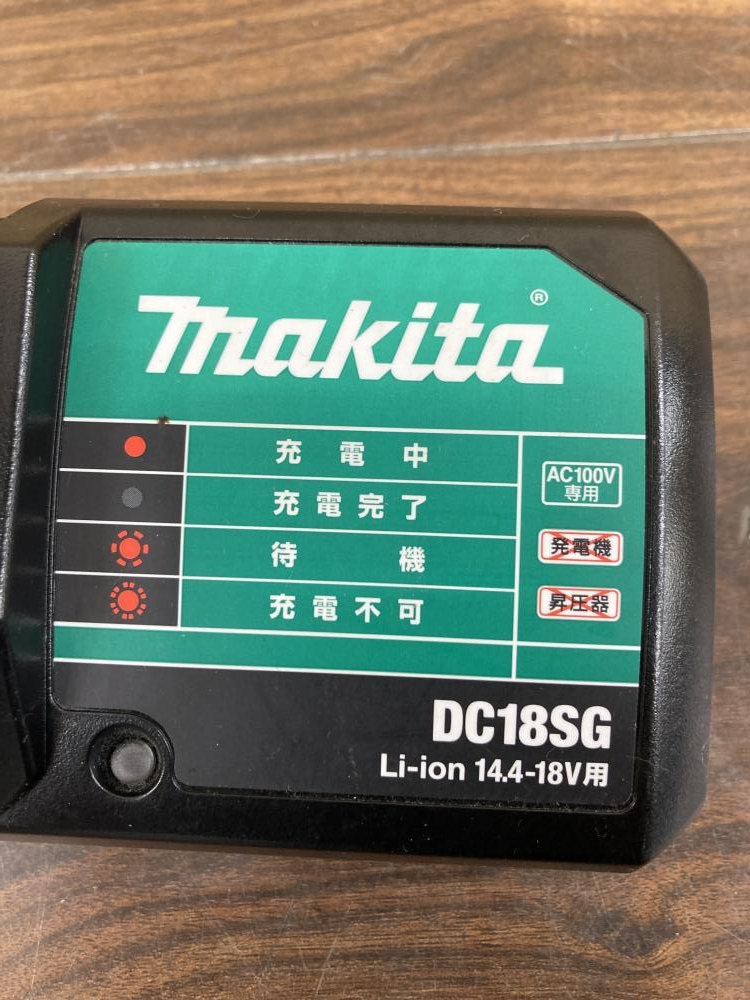 makita®
充電中
充電完了
待機
充電不可
AC100V
専用
発電機
昇圧器
DC18SG
Li-ion 14.4-18V用